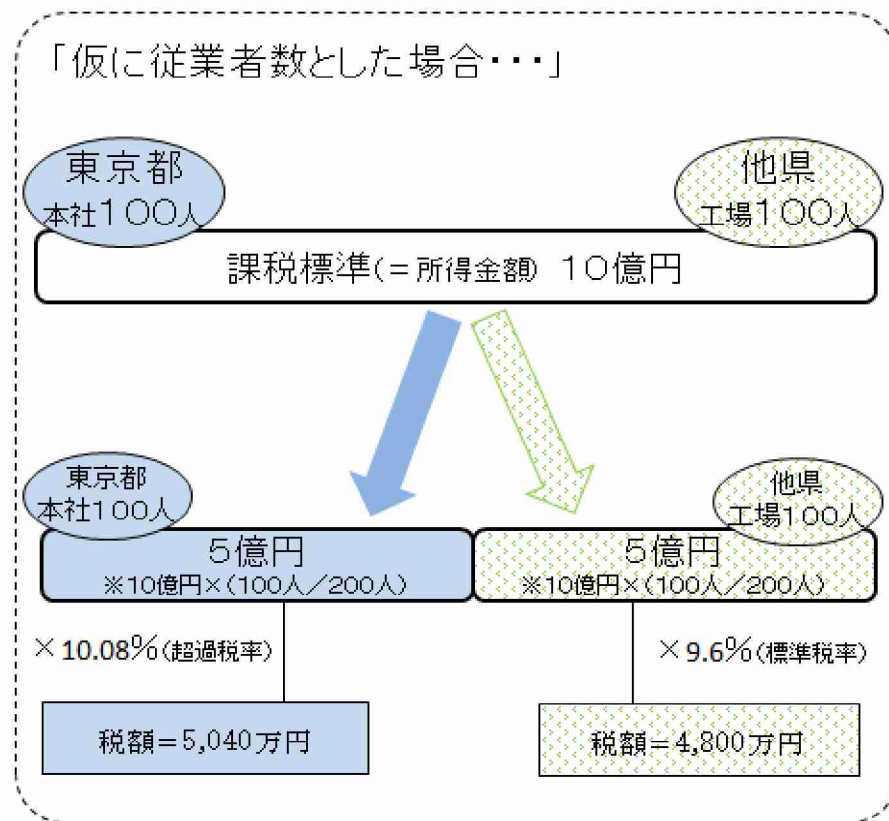 「仮に従業者数とした場合・・・」
東京都
本社100人
他県
工場100人
課税標準(=所得金額) 10億円
東京都
本社100人
他県
工場100人
5億円
※10億円×(100人/200人)
5億円
※10億円×(100人/200人)
×10.08%(超過税率)
×9.6%(標準税率)
税額=5,040万円
税額=4,800万円